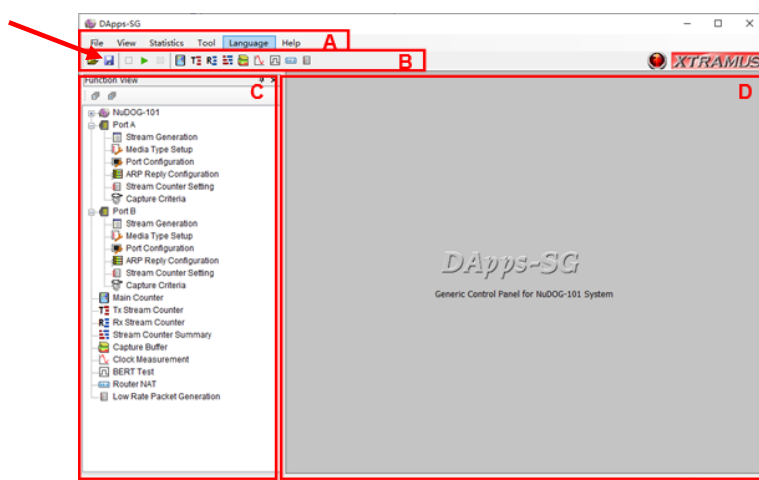 DApps-SG
File View Statistics Tool Language Help A
B
XTRAMUS
Function View
C
D
NuDOG-101
Port A
Stream Generation
Media Type Setup
Port Configuration
ARP Reply Configuration
Stream Counter Setting
Capture Criteria
Port B
Stream Generation
Media Type Setup
Port Configuration
ARP Reply Configuration
Stream Counter Setting
Capture Criteria
Main Counter
Tx Stream Counter
Rx Stream Counter
Stream Counter Summary
Capture Buffer
Clock Measurement
BERT Test
Router NAT
Low Rate Packet Generation
DApps-SG
Generic Control Panel for NuDOG-101 System